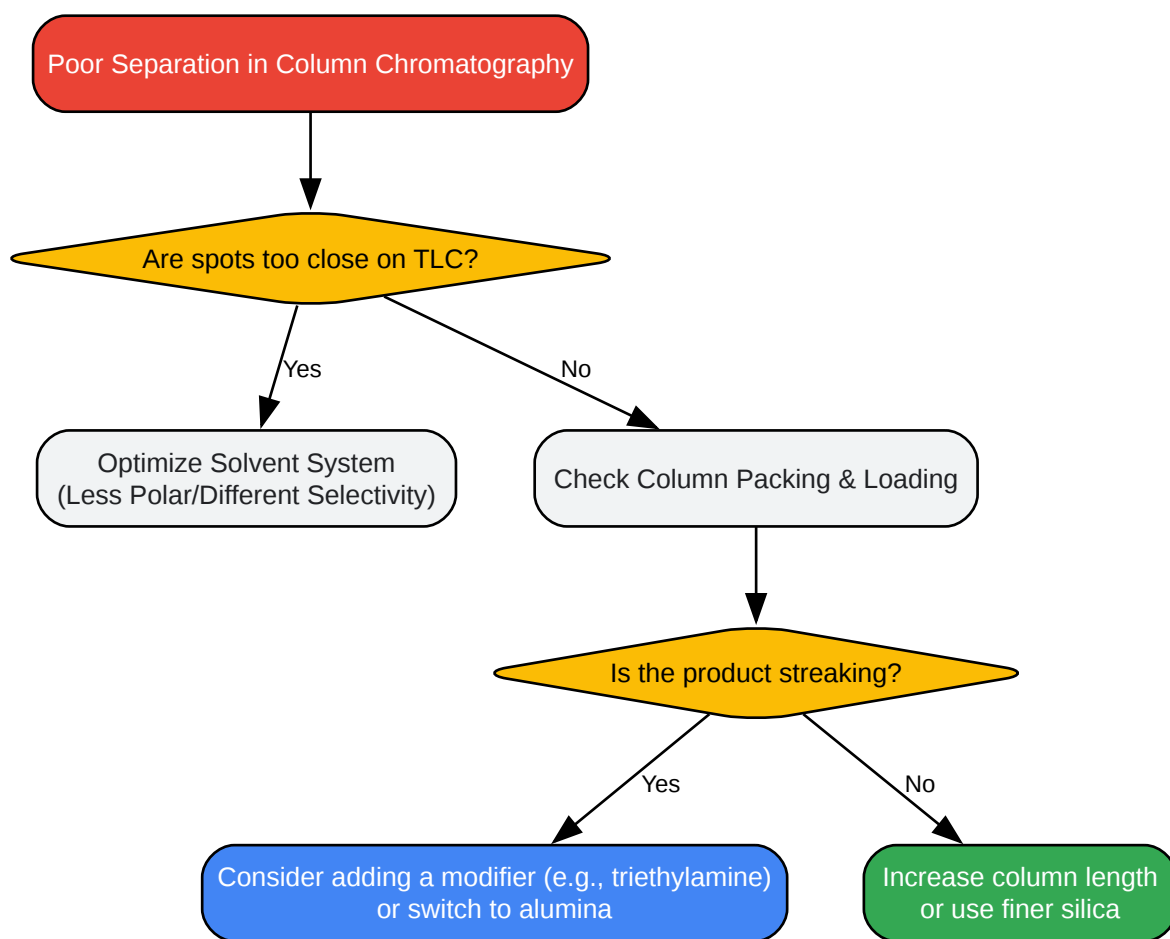 Poor Separation in Column Chromatography
Are spots too close on TLC?
Yes
No
Optimize Solvent System
(Less Polar/Different Selectivity)
Check Column Packing & Loading
Is the product streaking?
Yes
No
Consider adding a modifier (e.g., triethylamine)
or switch to alumina
Increase column length
or use finer silica